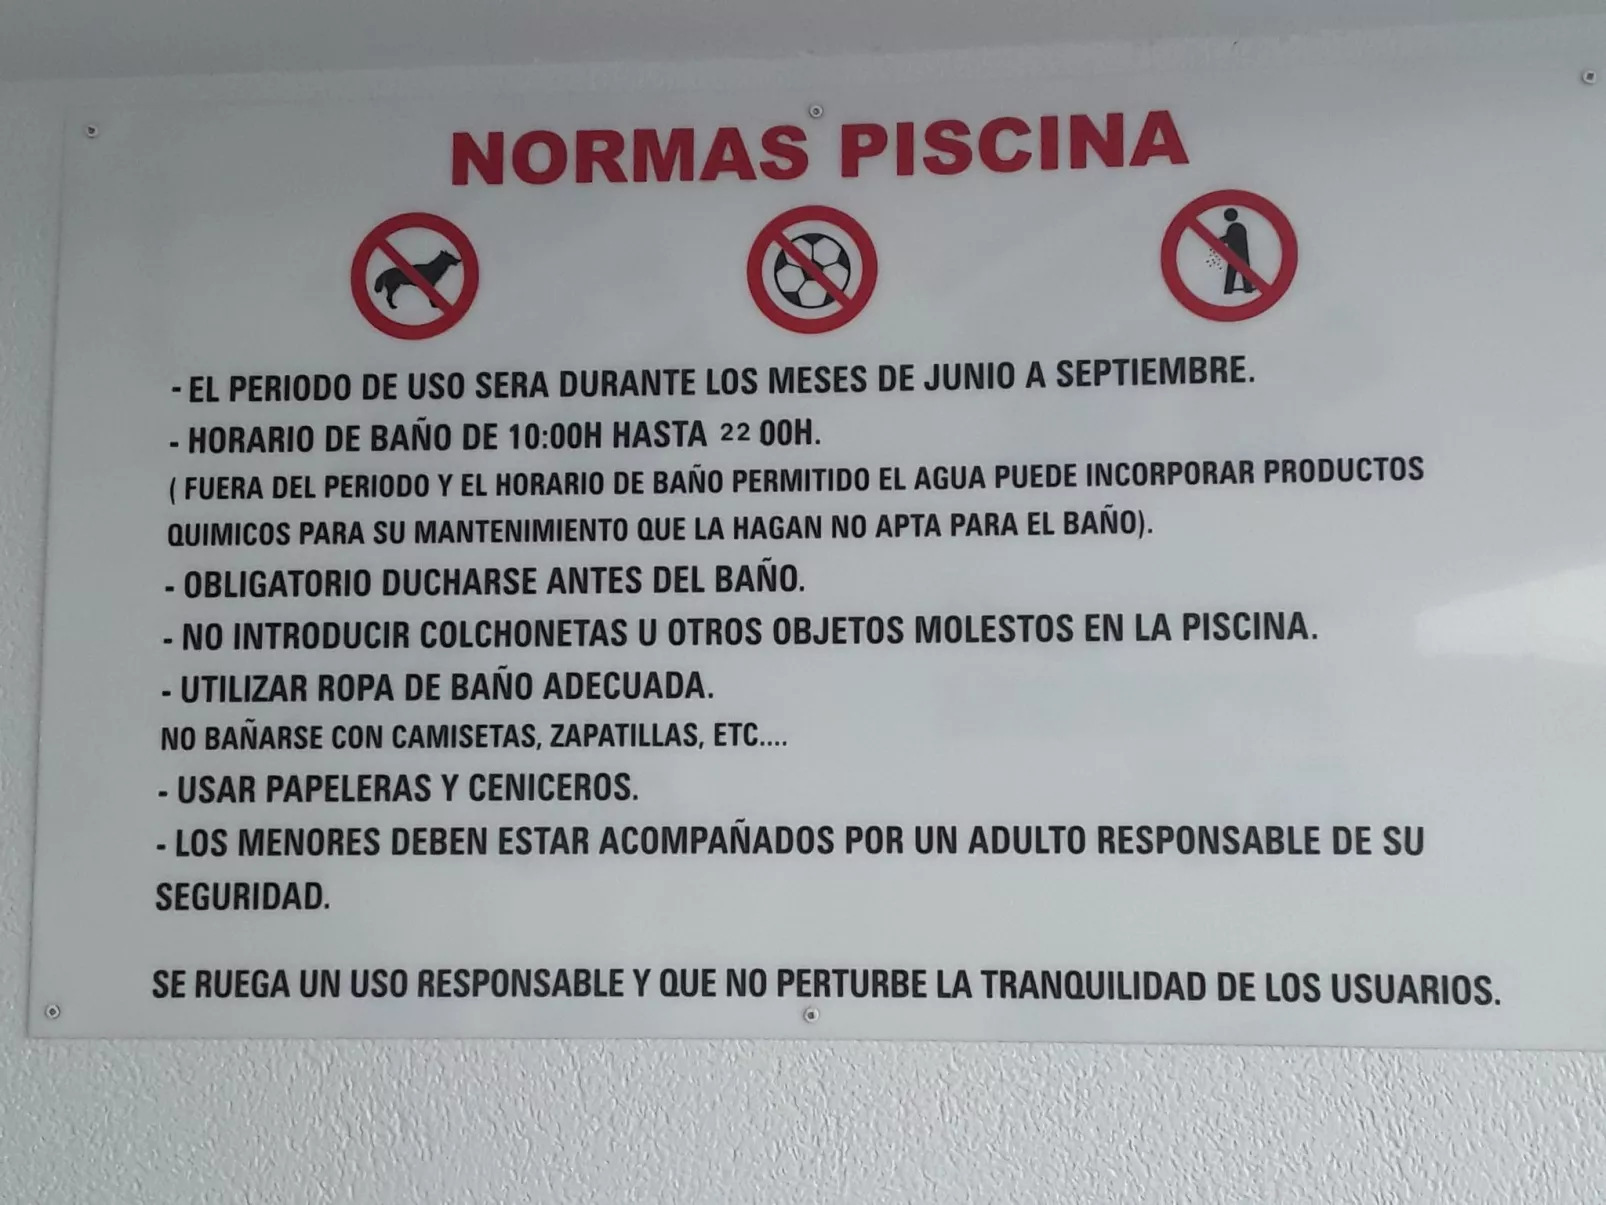 NORMAS PISCINA
- EL PERIODO DE USO SERA DURANTE LOS MESES DE JUNIO A SEPTIEMBRE.
- HORARIO DE BAÑO DE 10:00H HASTA 22 00H.
( FUERA DEL PERIODO Y EL HORARIO DE BAÑO PERMITIDO EL AGUA PUEDE INCORPORAR PRODUCTOS
QUIMICOS PARA SU MANTENIMIENTO QUE LA HAGAN NO APTA PARA EL BAÑO).
- OBLIGATORIO DUCHARSE ANTES DEL BAÑO.
- NO INTRODUCIR COLCHONETAS U OTROS OBJETOS MOLESTOS EN LA PISCINA.
- UTILIZAR ROPA DE BAÑO ADECUADA.
NO BAÑARSE CON CAMISETAS, ZAPATILLAS, ETC....
- USAR PAPELERAS Y CENICEROS.
- LOS MENORES DEBEN ESTAR ACOMPAÑADOS POR UN ADULTO RESPONSABLE DE SU
SEGURIDAD.
SE RUEGA UN USO RESPONSABLE Y QUE NO PERTURBE LA TRANQUILIDAD DE LOS USUARIOS.